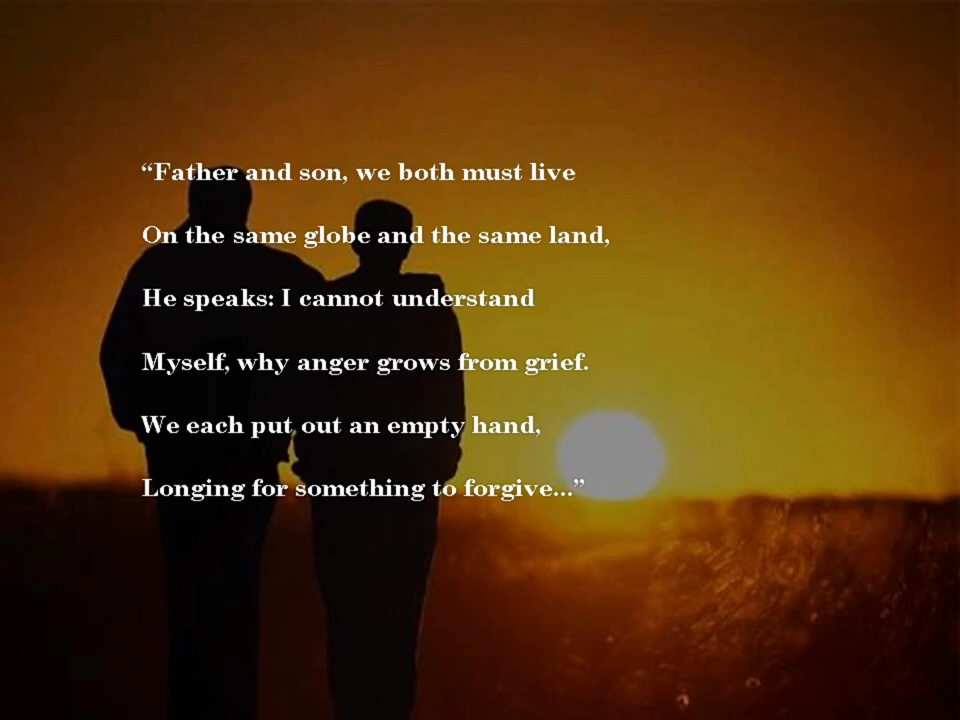 “Father and son, we both must live
On the same globe and the same land,
He speaks: I cannot understand
Myself, why anger grows from grief.
We each put out an empty hand,
Longing for something to forgive...”